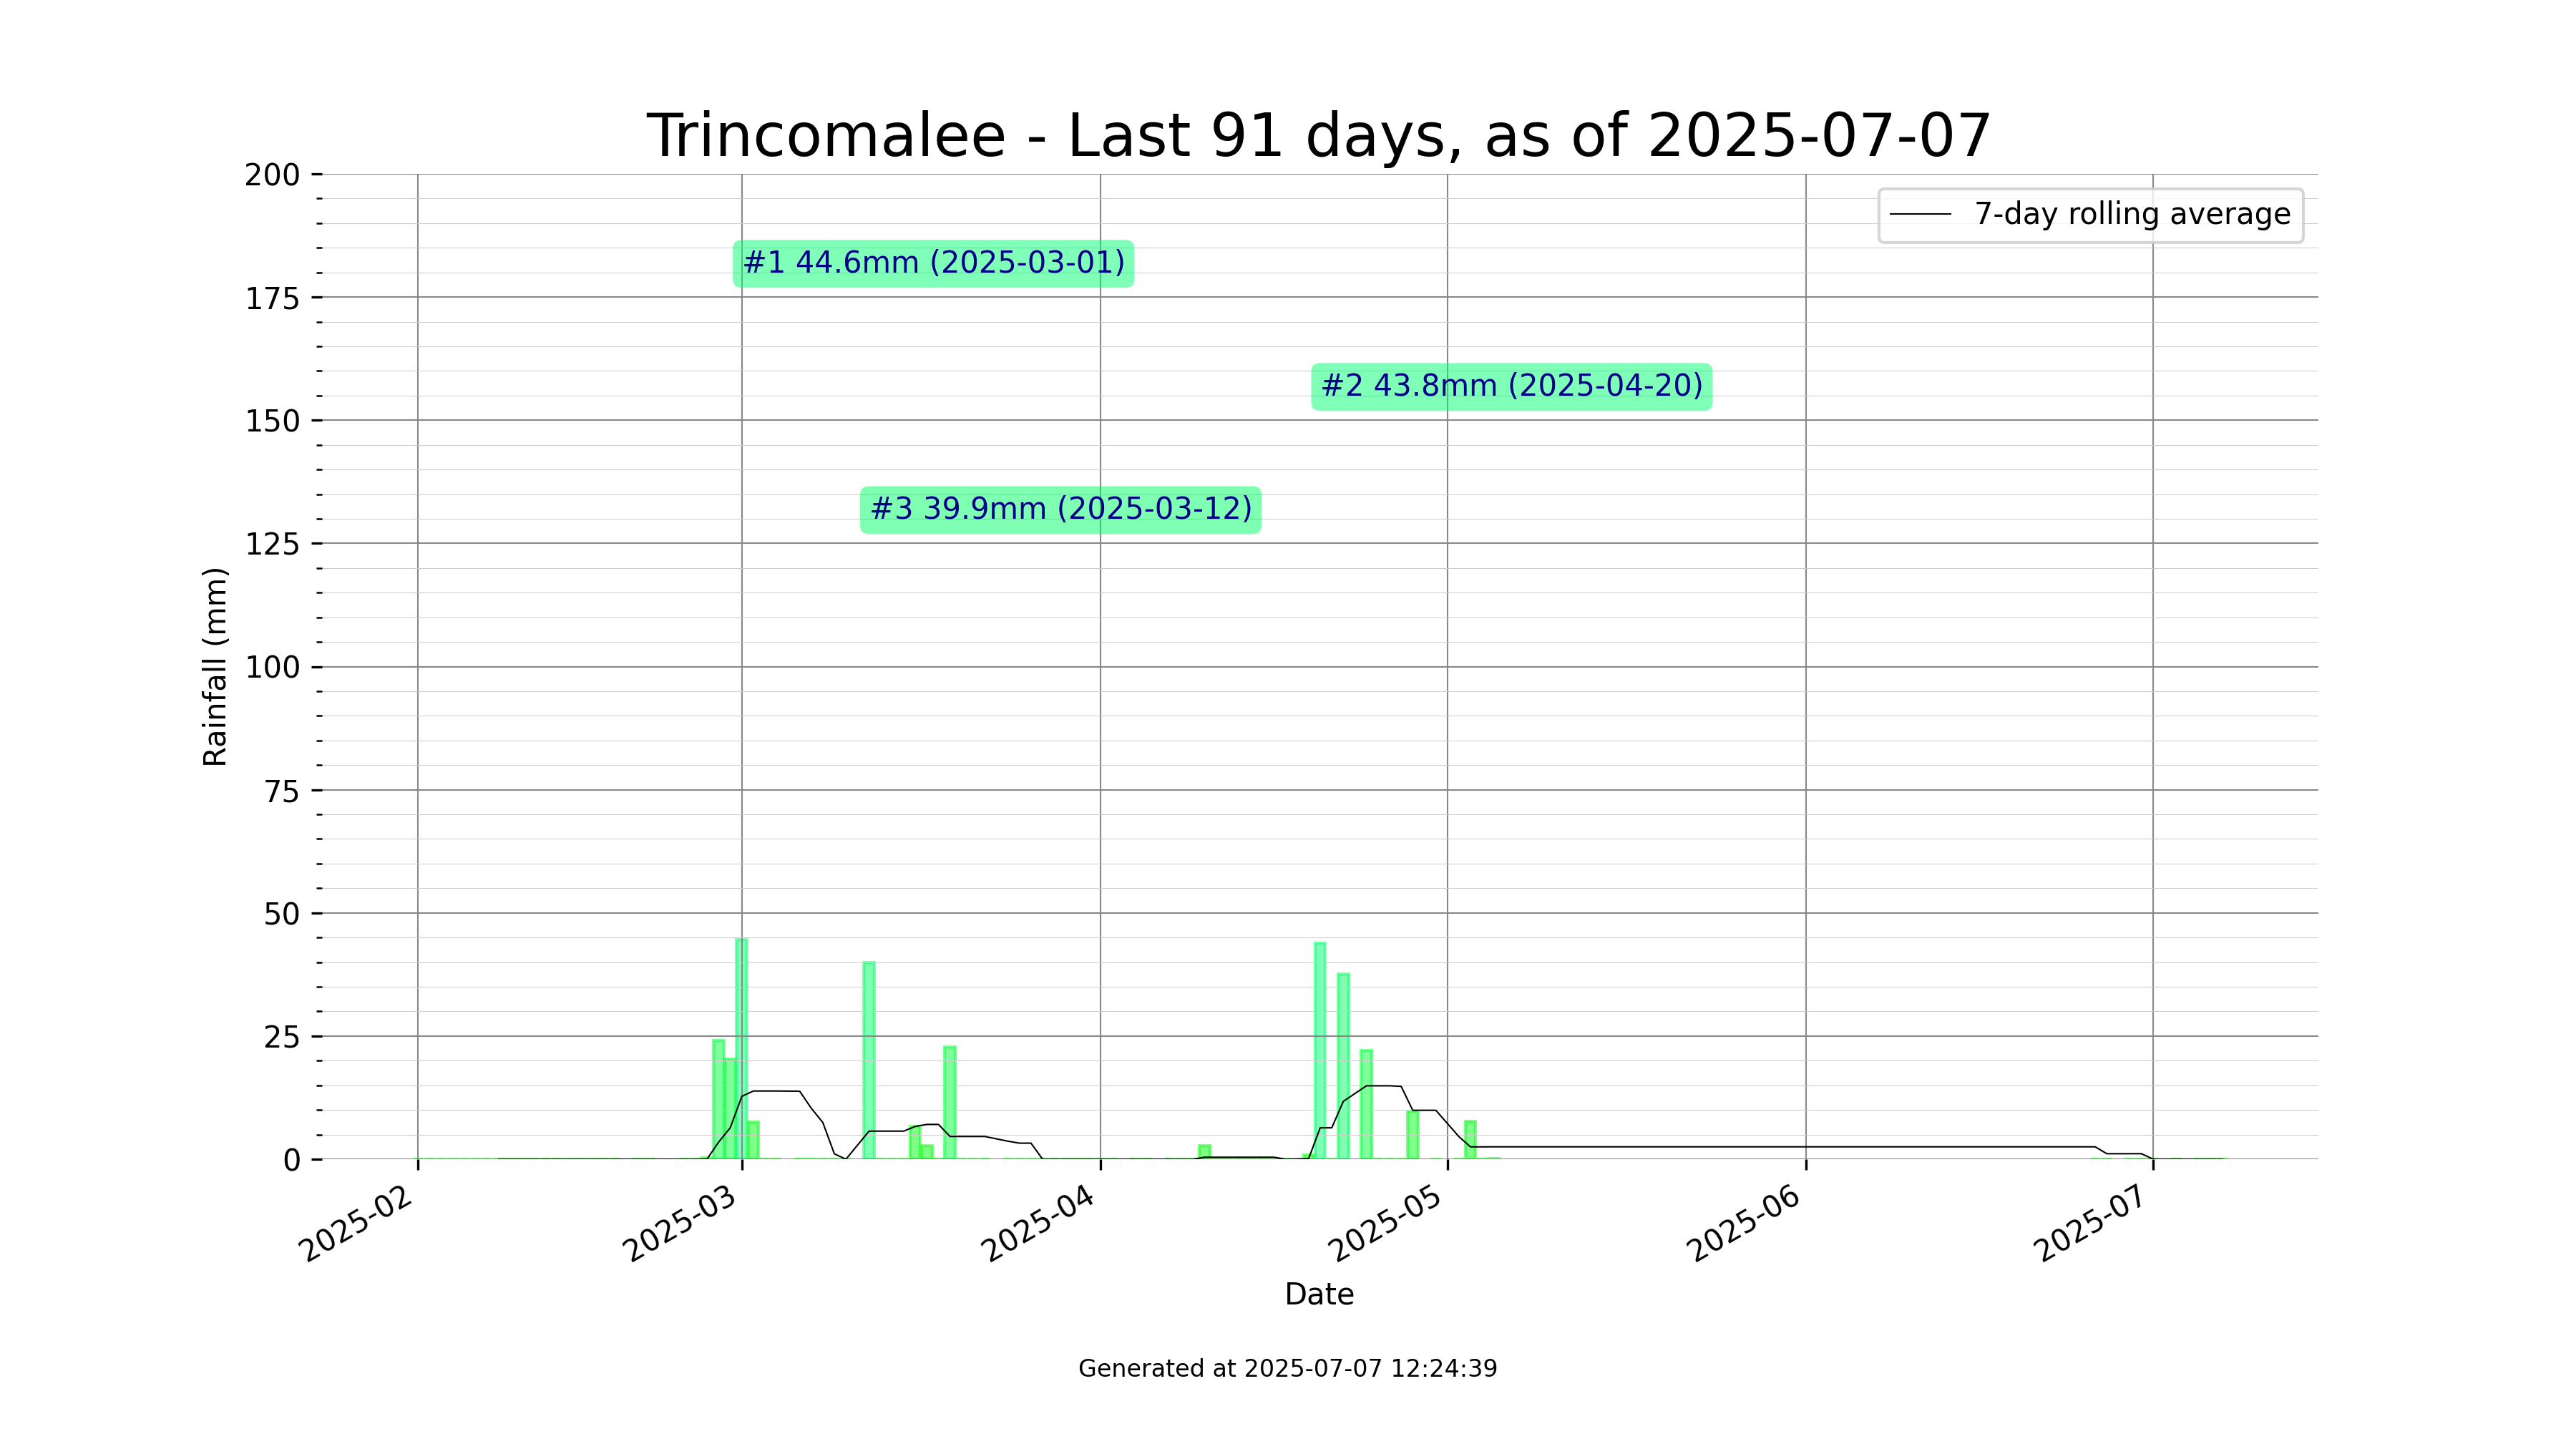 Trincomalee - Last 91 days, as of 2025-07-07
200
175
150
125
100
75
50
25
0
Rainfall (mm)
7-day rolling average
#1 44.6mm (2025-03-01)
#2 43.8mm (2025-04-20)
#3 39.9mm (2025-03-12)
2025-02
2025-03
2025-04
2025-05
2025-06
2025-07
Date
Generated at 2025-07-07 12:24:39